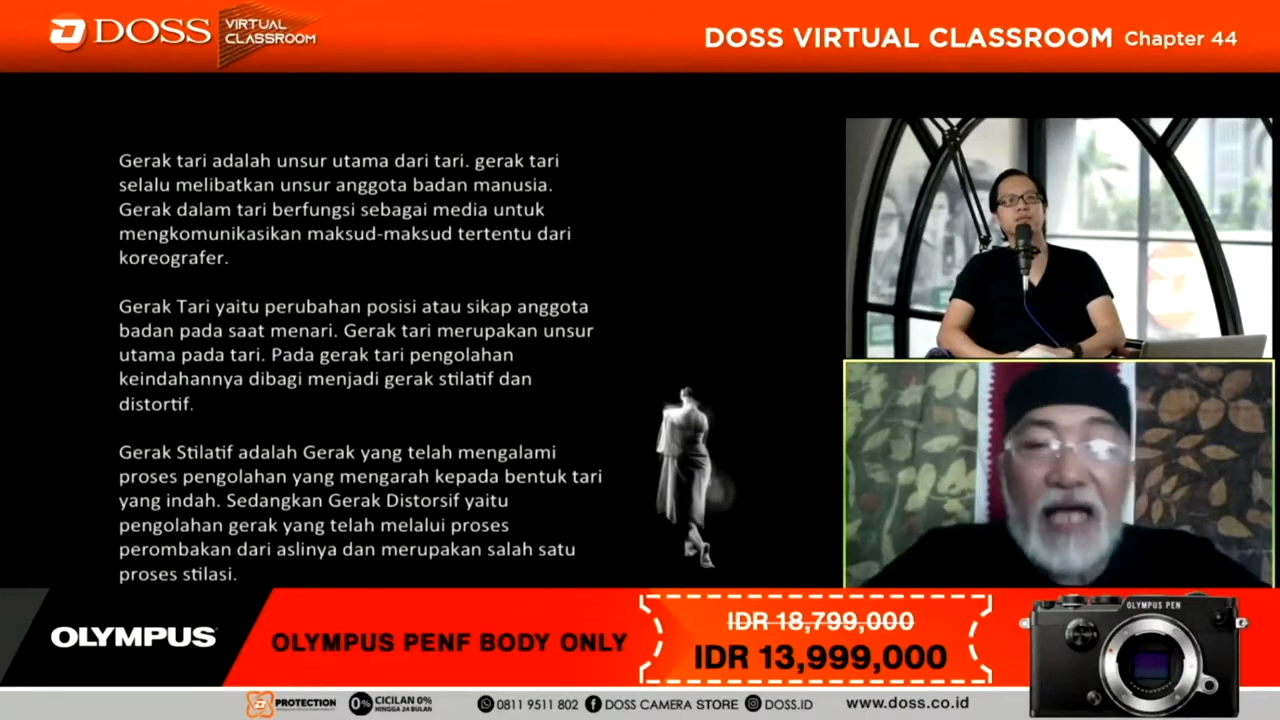 DOSS
VIRTUAL
CLASSROOM
DOSS VIRTUAL CLASSROOM Chapter 44
Gerak tari adalah unsur utama dari tari. gerak tari
selalu melibatkan unsur anggota badan manusia.
Gerak dalam tari berfungsi sebagai media untuk
mengkomunikasikan maksud-maksud tertentu dari
koreografer.
Gerak Tari yaitu perubahan posisi atau sikap anggota
badan pada saat menari. Gerak tari merupakan unsur
utama pada tari. Pada gerak tari pengolahan
keindahannya dibagi menjadi gerak stilatif dan
distortif.
Gerak Stilatif adalah Gerak yang telah mengalami
proses pengolahan yang mengarah kepada bentuk tari
yang indah. Sedangkan Gerak Distorsif yaitu
pengolahan gerak yang telah melalui proses
perombakan dari aslinya dan merupakan salah satu
proses stilasi.
OLYMPUS
OLYMPUS PENF BODY ONLY
IDR 18,799,000
IDR 13,999,000
OLYMPUS PEN
PROTECTION
0% CICILAN 0%
HINGGA 24 BULAN
0811 9511 802
DOSS CAMERA STORE
DOSS.ID
www.doss.co.id